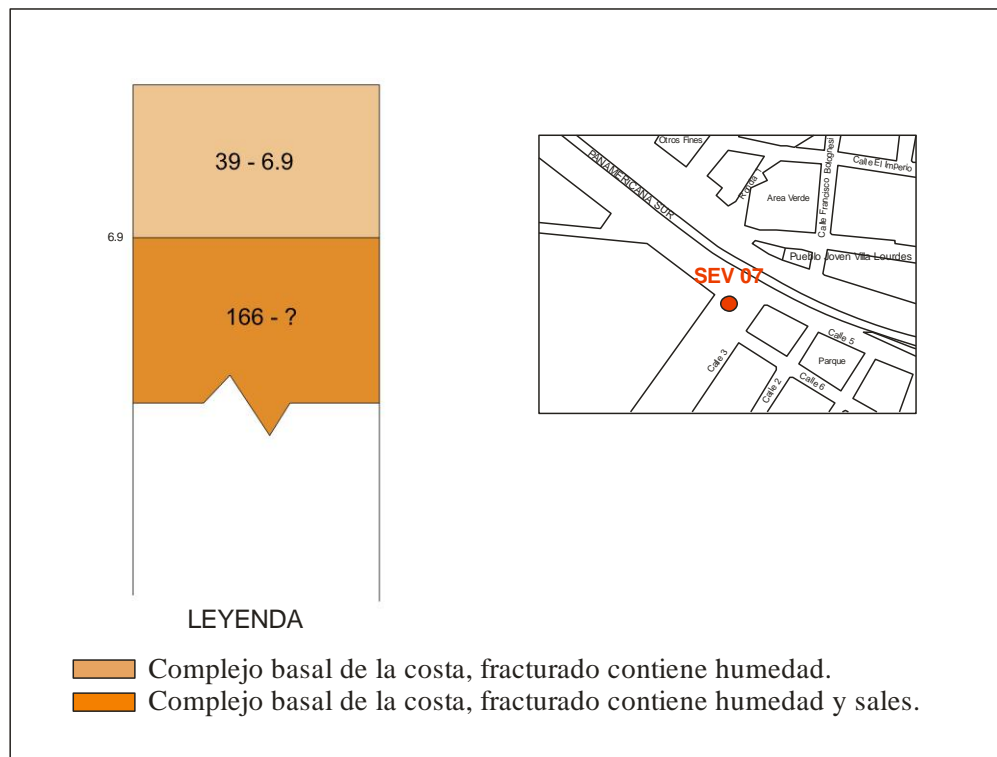 39 - 6.9
6.9
166 - ?
Otros Fines
PANAMERICANA SUR
Area Verde
Calle Francisco Bolognesi
Calle El Imperio
Pueblo Joven Villa Lourdes
SEV 07
Calle 5
Calle 3
Parque
Calle 2
Calle 6
LEYENDA
Complejo basal de la costa, fracturado contiene humedad.
Complejo basal de la costa, fracturado contiene humedad y sales.